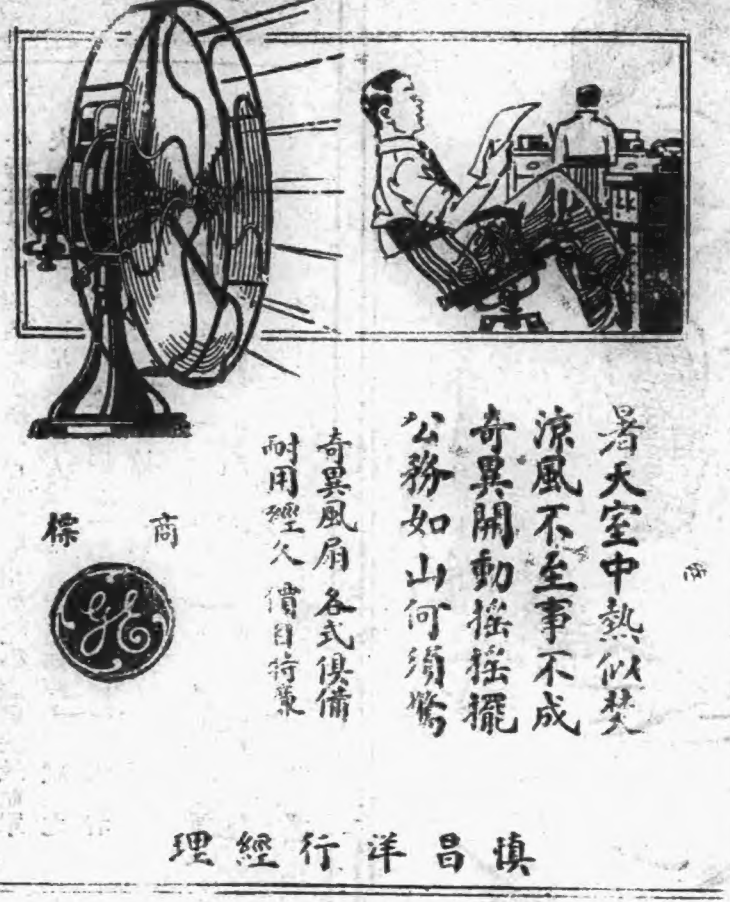 暑天室中熱似焚
涼風不至事不成
奇異開動搖搖擺
公務如山何須驚
奇異風扇 各式俱備
耐用經久 價目特廉
商標
GE
慎昌洋行經理